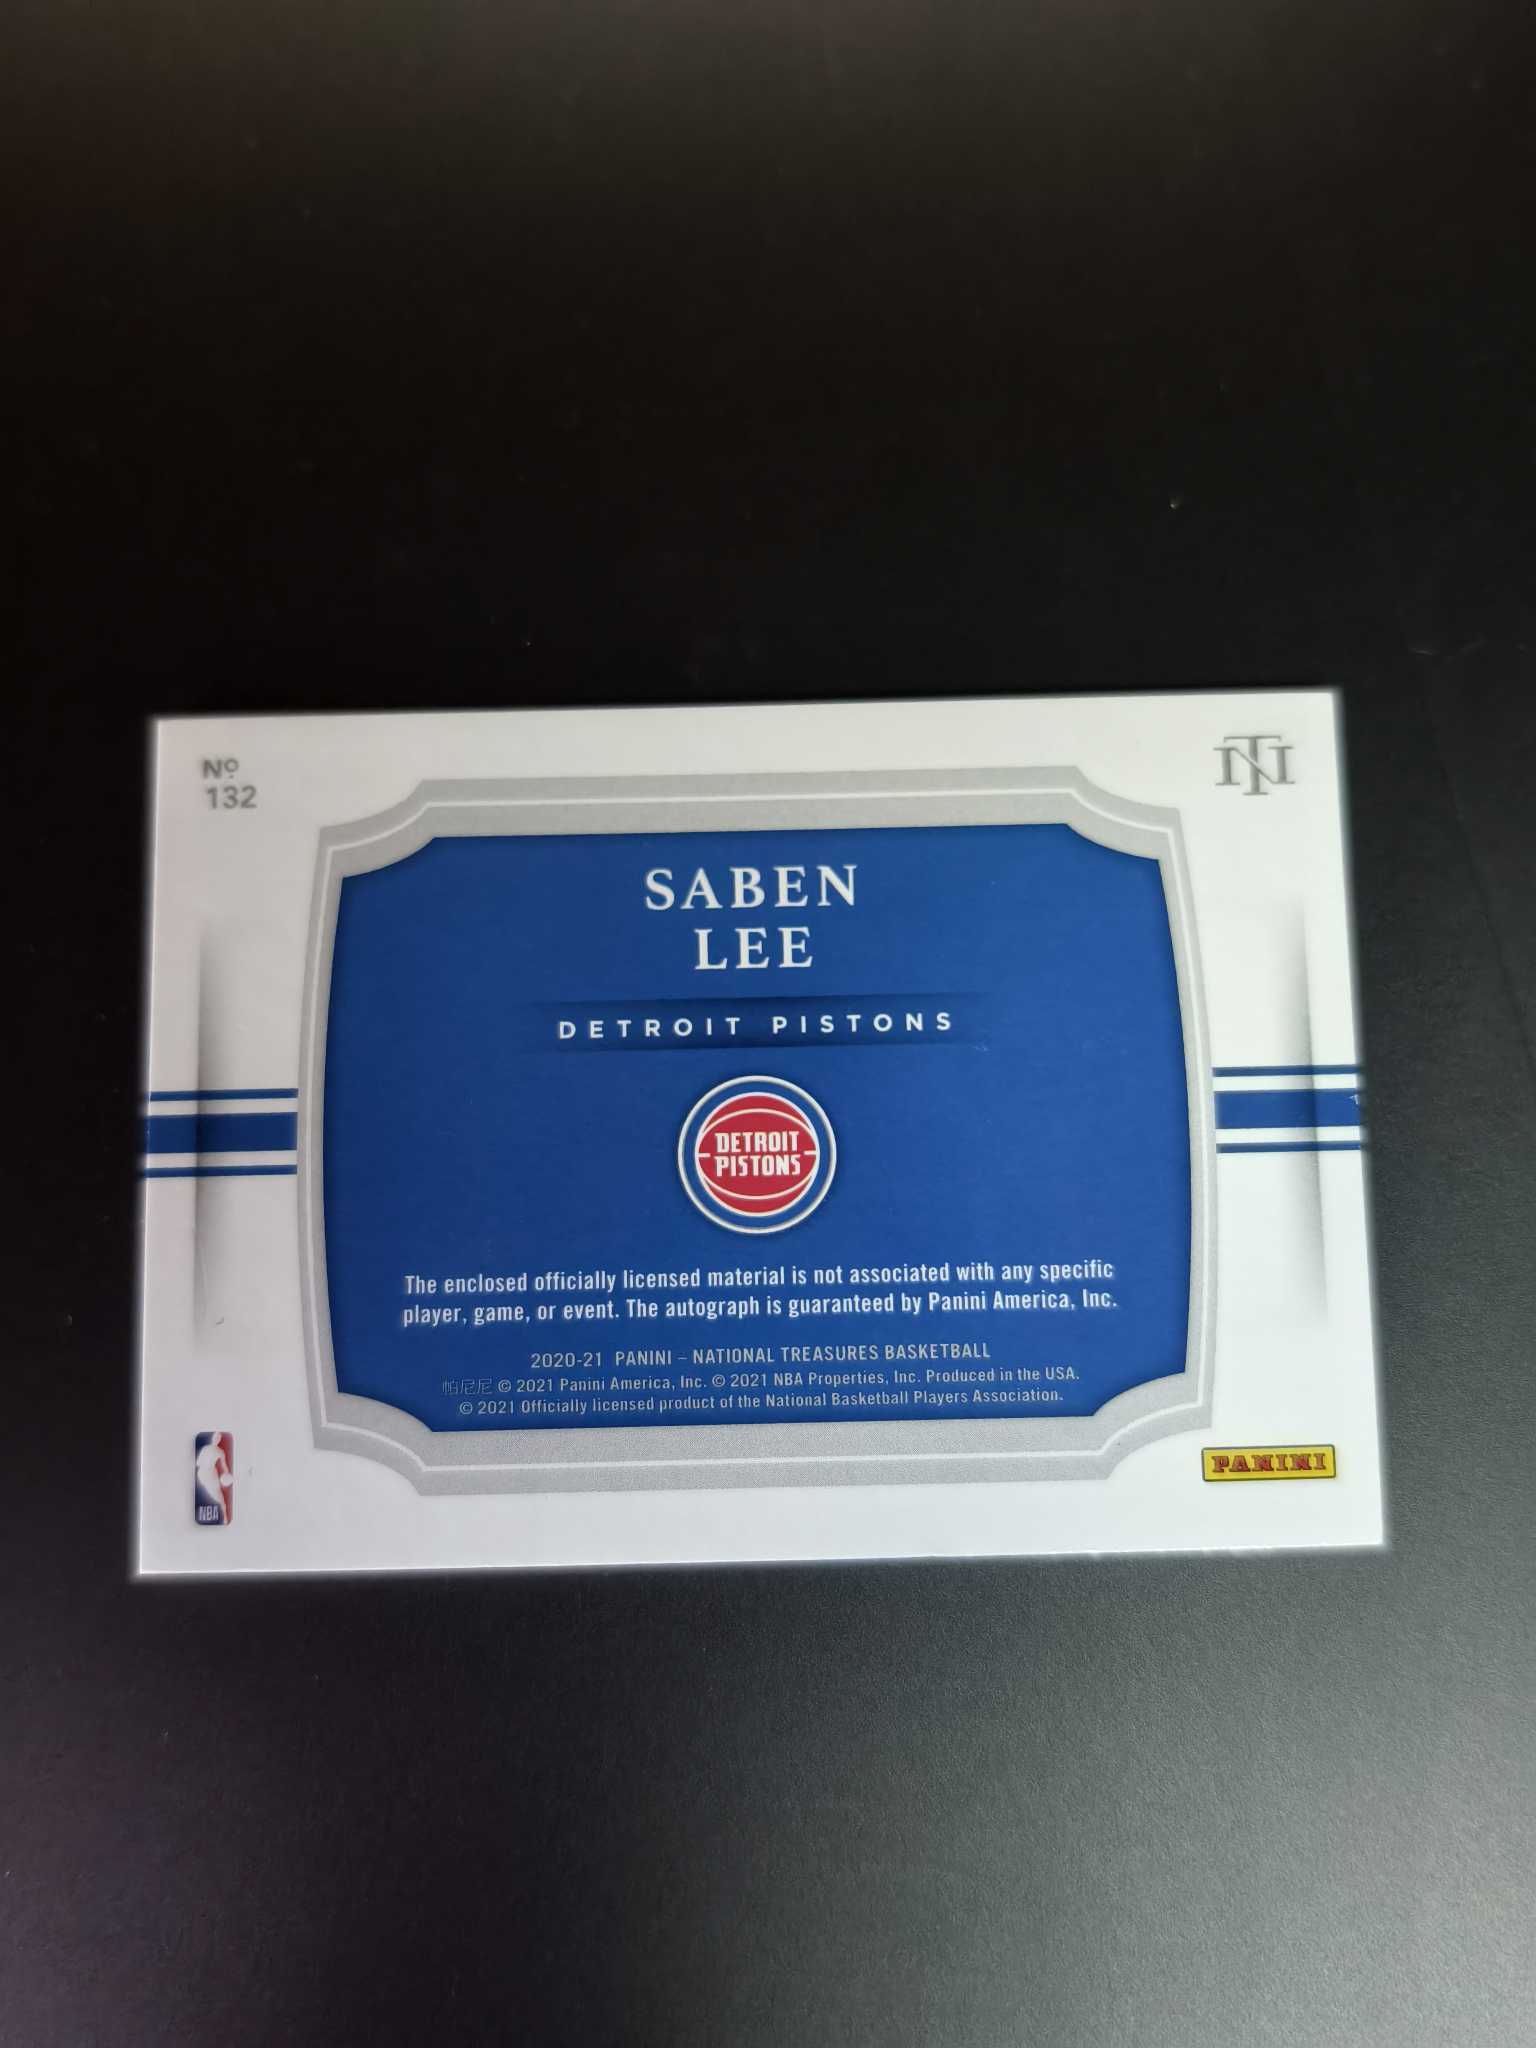 Nº
132
NT
SABEN
LEE
DETROIT PISTONS
DETROIT
PISTONS
The enclosed officially licensed material is not associated with any specific
player, game, or event. The autograph is guaranteed by Panini America, Inc.
2020-21 PANINI – NATIONAL TREASURES BASKETBALL
帕尼尼 © 2021 Panini America, Inc. © 2021 NBA Properties, Inc. Produced in the USA.
© 2021 Officially licensed product of the National Basketball Players Association.
NBA
PANINI